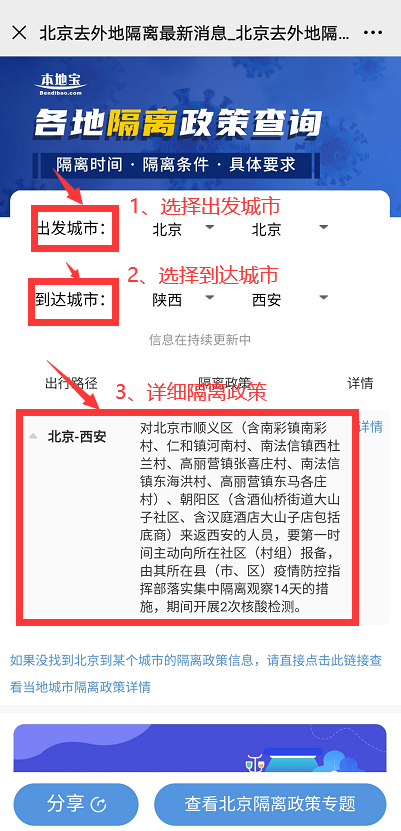 北京去外地隔离最新消息_北京去外地隔...
本地宝
Bendibao.com
各地隔离政策查询
隔离时间 · 隔离条件 · 具体要求
1、选择出发城市
出发城市: 北京 北京
2、选择到达城市
到达城市: 陕西 西安
信息在持续更新中
3、详细隔离政策
出行路径 隔离政策 详情
北京-西安
对北京市顺义区（含南彩镇南彩
村、仁和镇河南村、南法信镇西杜
兰村、高丽营镇张喜庄村、南法信
镇东海洪村、高丽营镇东马各庄
村）、朝阳区（含酒仙桥街道大山
子社区、含汉庭酒店大山子店包括
底商）来返西安的人员，要第一时
间主动向所在社区（村组）报备，
由其所在县（市、区）疫情防控指
挥部落实集中隔离观察14天的措
施，期间开展2次核酸检测。
详情
如果没找到北京到某个城市的隔离政策信息，请直接点击此链接查
看当地城市隔离政策详情
分享
查看北京隔离政策专题